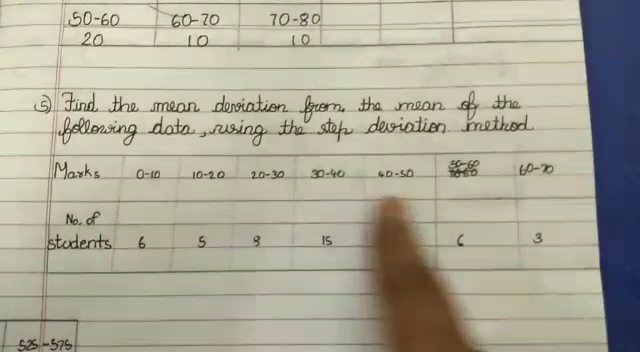 50-60 60-70 70-80
20 10 10
5) Find the mean deviation from the mean of the
following data, using the step deviation method
Marks 0-10 10-20 20-30 30-40 40-50 50-60 60-70
No. of
students 6 5 8 15 6 3
525-575